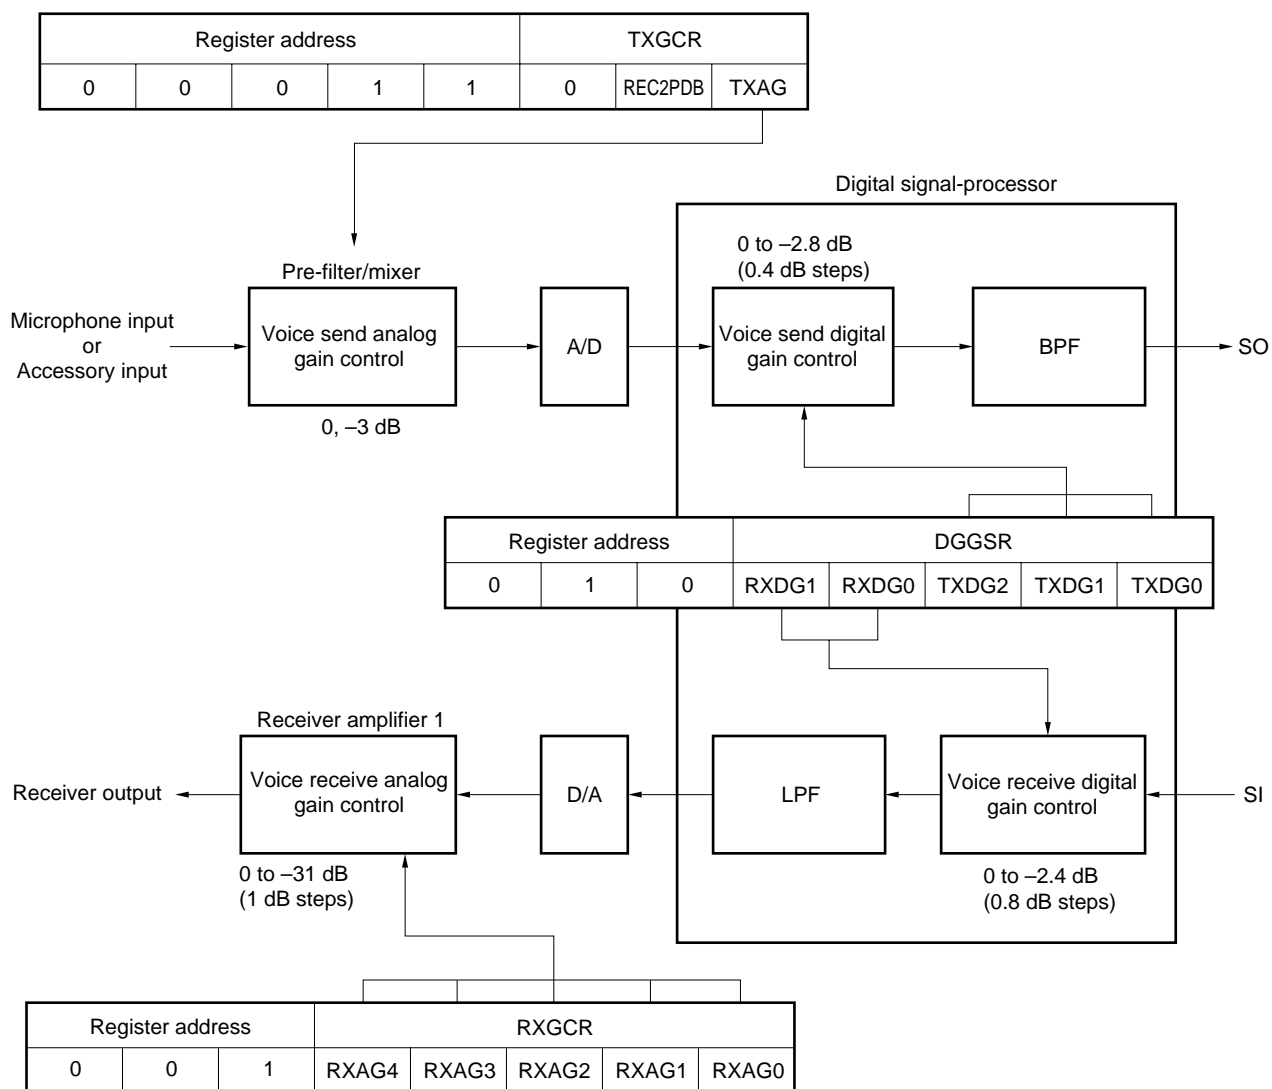 Register address TXGCR
0 0 0 1 1 0 REC2PDB TXAG
Digital signal-processor
0 to –2.8 dB
(0.4 dB steps)
Pre-filter/mixer
Microphone input
or
Accessory input
Voice send analog
gain control
A/D
Voice send digital
gain control
BPF
SO
0, –3 dB
Register address DGGSR
0 1 0 RXDG1 RXDG0 TXDG2 TXDG1 TXDG0
Receiver amplifier 1
Receiver output
Voice receive analog
gain control
D/A
LPF
Voice receive digital
gain control
SI
0 to –31 dB
(1 dB steps)
0 to –2.4 dB
(0.8 dB steps)
Register address RXGCR
0 0 1 RXAG4 RXAG3 RXAG2 RXAG1 RXAG0